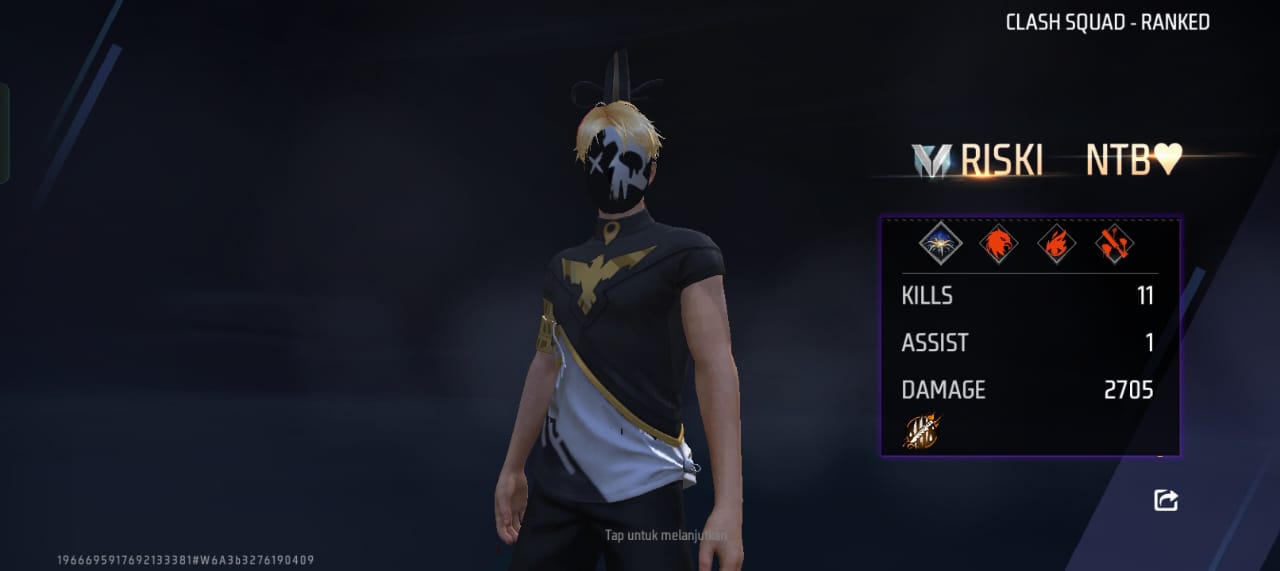 CLASH SQUAD - RANKED
RISKI NTB♥
KILLS 11
ASSIST 1
DAMAGE 2705
Tap untuk melanjutkan
1966695917692133381#W6A3b3276190409